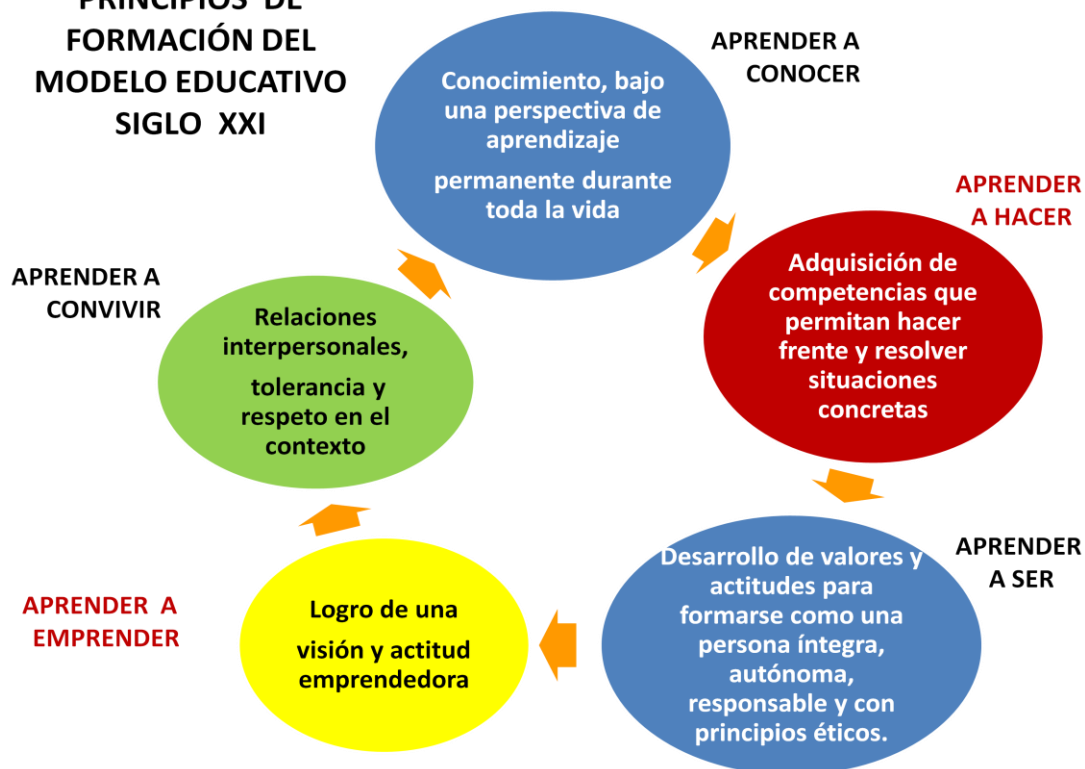 PRINCIPIOS DE
FORMACIÓN DEL
MODELO EDUCATIVO
SIGLO XXI
APRENDER A
CONOCER
Conocimiento, bajo
una perspectiva de
aprendizaje
permanente durante
toda la vida
APRENDER
A HACER
Adquisición de
competencias que
permitan hacer
frente y resolver
situaciones
concretas
APRENDER
A SER
Desarrollo de valores y
actitudes para
formarse como una
persona íntegra,
autónoma,
responsable y con
principios éticos.
APRENDER A
EMPRENDER
Logro de una
visión y actitud
emprendedora
APRENDER A
CONVIVIR
Relaciones
interpersonales,
tolerancia y
respeto en el
contexto